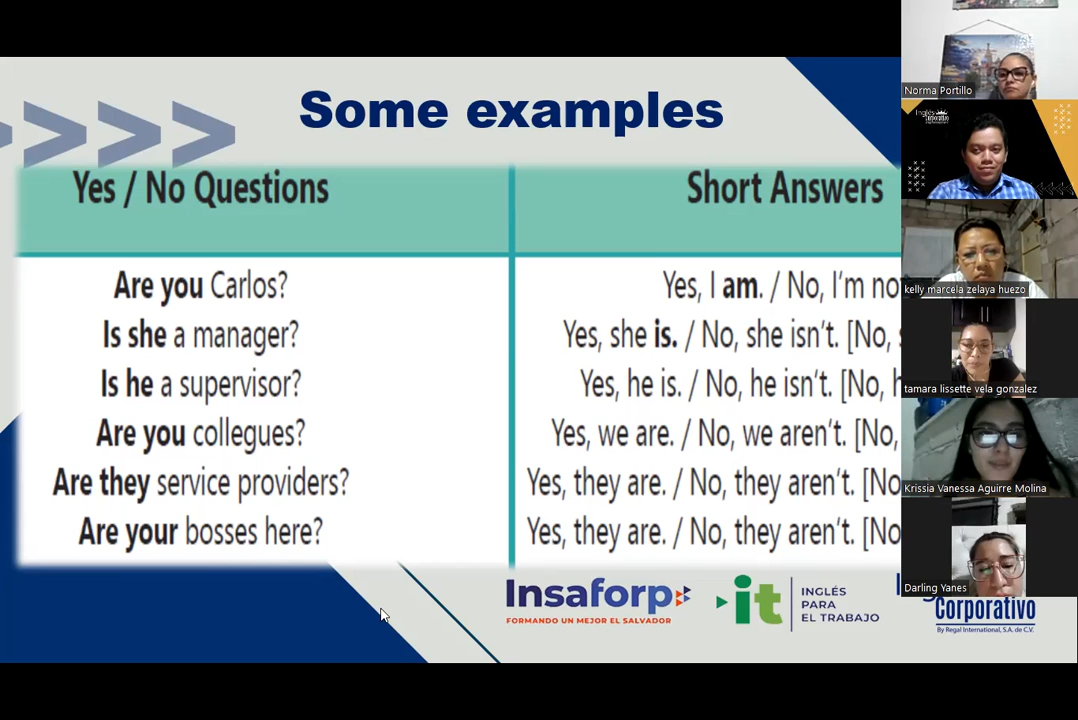 Some examples
Yes / No Questions
Short Answers
Are you Carlos?
Yes, I am. / No, I'm no
Is she a manager?
Yes, she is. / No, she isn't. [No,
Is he a supervisor?
Yes, he is. / No, he isn't. [No,
Are you collegues?
Yes, we are. / No, we aren't. [No,
Are they service providers?
Yes, they are. / No, they aren't. [No
Are your bosses here?
Yes, they are. / No, they aren't. [No
Insaforp
FORMANDO UN MEJOR EL SALVADOR
it
INGLÉS
PARA
EL TRABAJO
Corporativo
By Regal International, S.A. de C.V.
Norma Portillo
Inglés
Corporativo
kelly marcela zelaya huezo
tamara lissette vela gonzalez
Krissia Vanessa Aguirre Molina
Darling Yanes